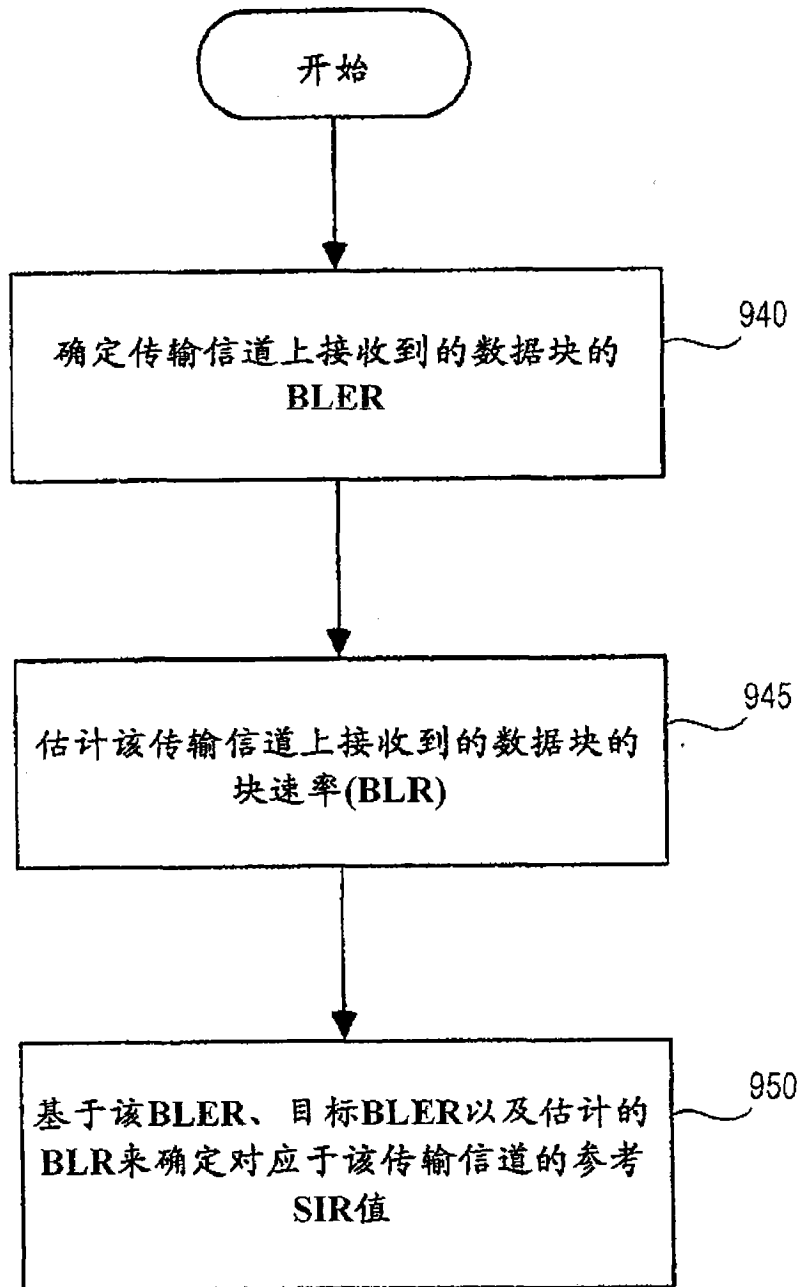 开始
940
确定传输信道上接收到的数据块的
BLER
945
估计该传输信道上接收到的数据块的
块速率(BLR)
950
基于该BLER、目标BLER以及估计的
BLR来确定对应于该传输信道的参考
SIR值